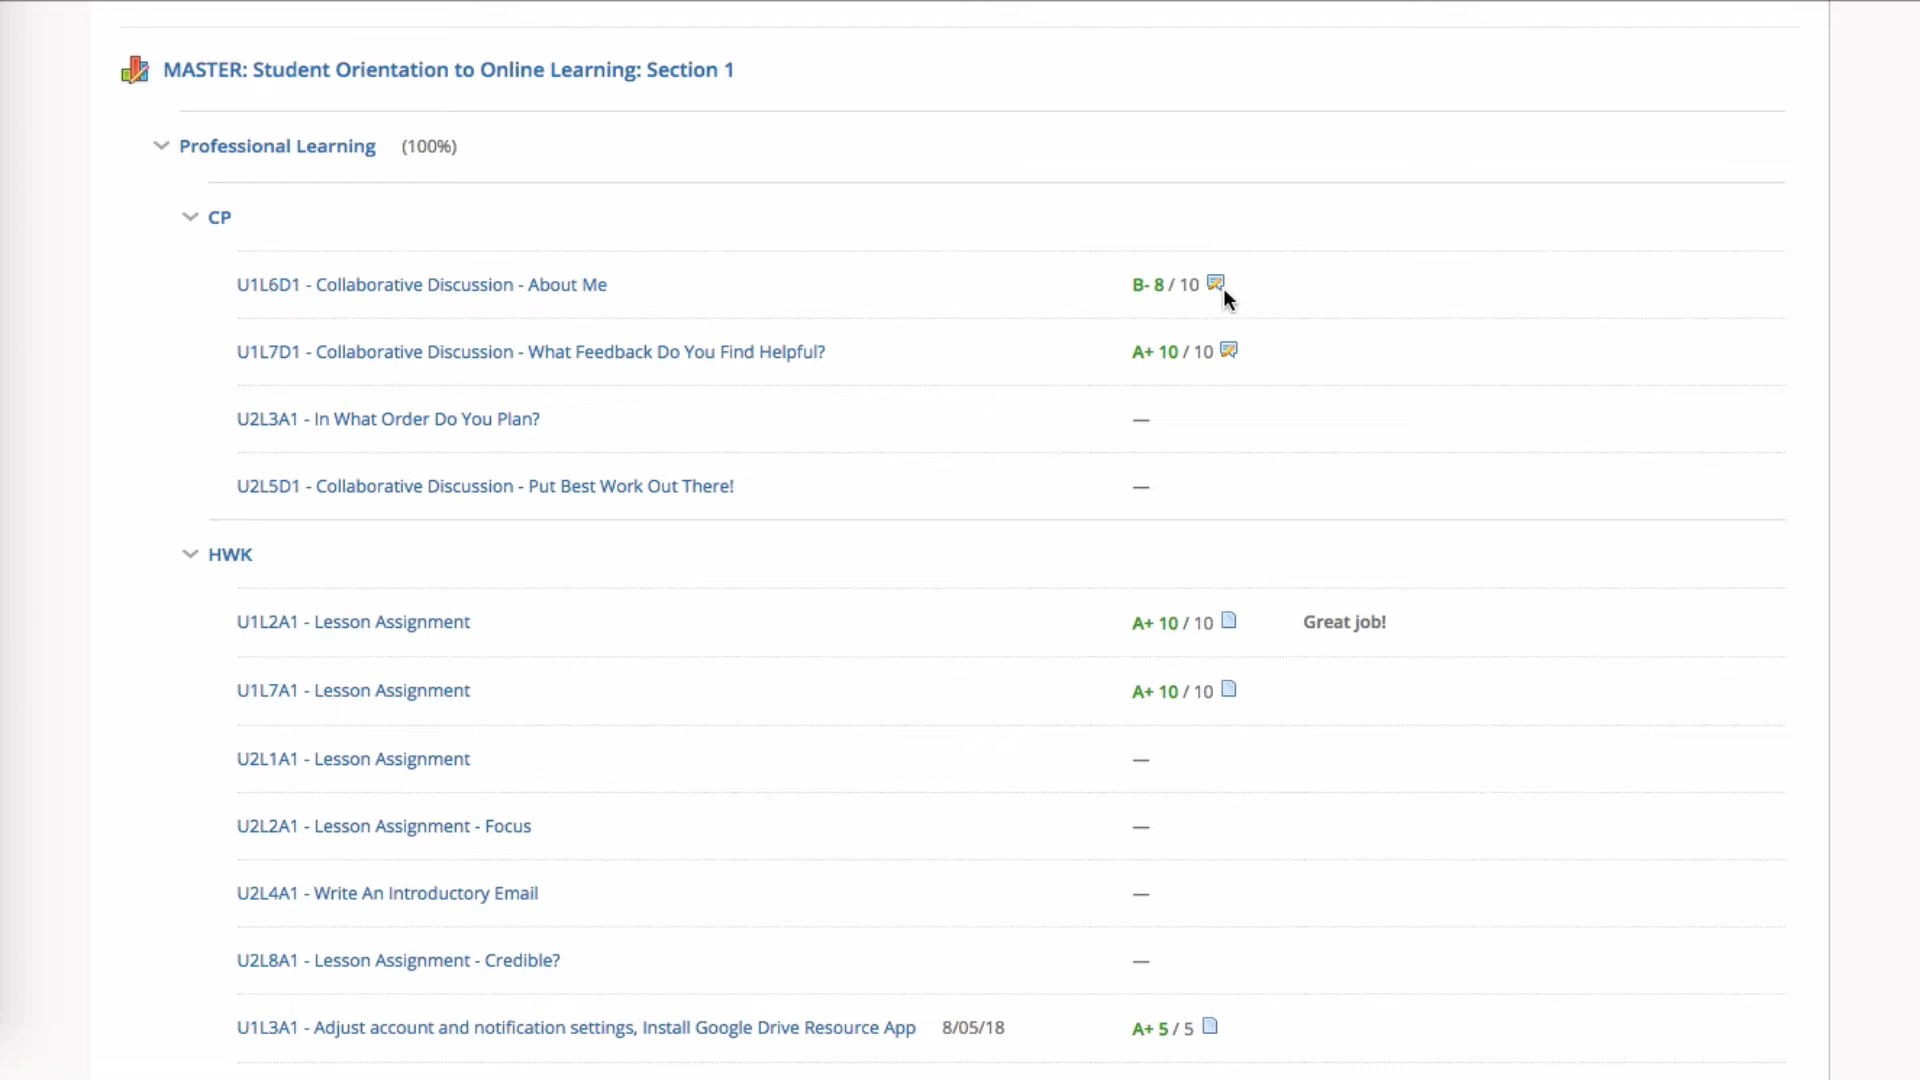 MASTER: Student Orientation to Online Learning: Section 1
Professional Learning (100%)
CP
U1L6D1 - Collaborative Discussion - About Me B- 8 / 10
U1L7D1 - Collaborative Discussion - What Feedback Do You Find Helpful? A+ 10 / 10
U2L3A1 - In What Order Do You Plan? —
U2L5D1 - Collaborative Discussion - Put Best Work Out There! —
HWK
U1L2A1 - Lesson Assignment A+ 10 / 10 Great job!
U1L7A1 - Lesson Assignment A+ 10 / 10
U2L1A1 - Lesson Assignment —
U2L2A1 - Lesson Assignment - Focus —
U2L4A1 - Write An Introductory Email —
U2L8A1 - Lesson Assignment - Credible? —
U1L3A1 - Adjust account and notification settings, Install Google Drive Resource App 8/05/18 A+ 5 / 5